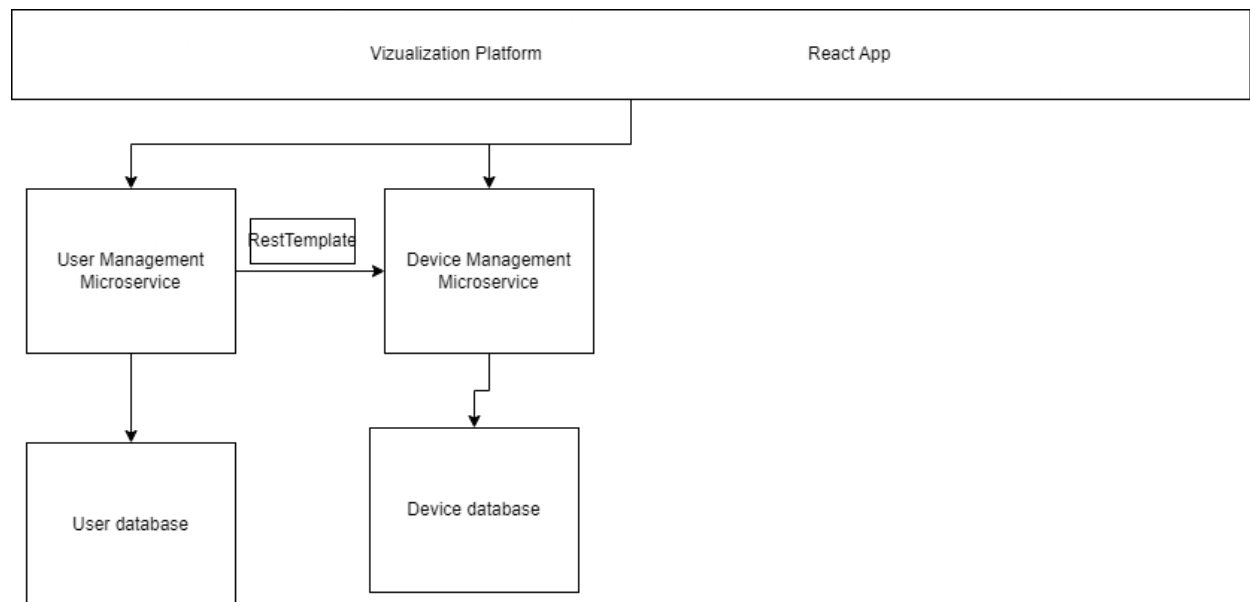 Vizualization Platform
React App
RestTemplate
User Management
Microservice
Device Management
Microservice
User database
Device database